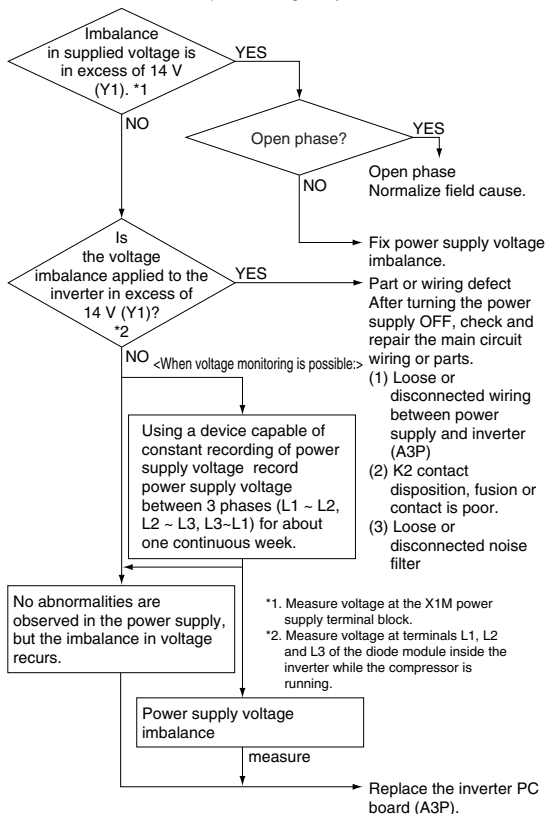 Imbalance
in supplied voltage is
in excess of 14 V
(Y1). *1
YES
NO
Open phase?
YES
Open phase
Normalize field cause.
NO
Fix power supply voltage
imbalance.
Is
the voltage
imbalance applied to the
inverter in excess of
14 V (Y1)?
*2
YES
Part or wiring defect
After turning the power
supply OFF, check and
repair the main circuit
wiring or parts.
(1) Loose or
disconnected wiring
between power
supply and inverter
(A3P)
(2) K2 contact
disposition, fusion or
contact is poor.
(3) Loose or
disconnected noise
filter
NO
<When voltage monitoring is possible:>
Using a device capable of
constant recording of power
supply voltage record
power supply voltage
between 3 phases (L1 ~ L2,
L2 ~ L3, L3~L1) for about
one continuous week.
No abnormalities are
observed in the power supply,
but the imbalance in voltage
recurs.
*1. Measure voltage at the X1M power
supply terminal block.
*2. Measure voltage at terminals L1, L2
and L3 of the diode module inside the
inverter while the compressor is
running.
Power supply voltage
imbalance
measure
Replace the inverter PC
board (A3P).